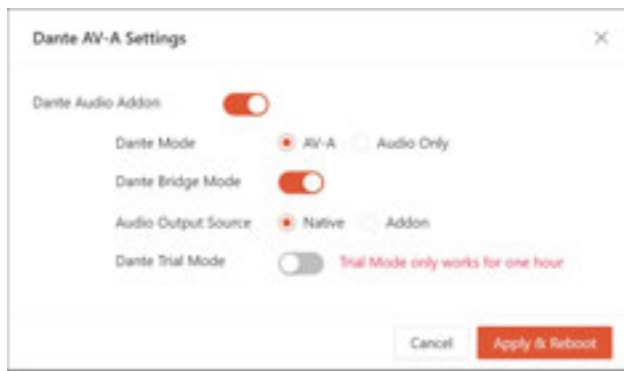 Dante AV-A Settings
Dante Audio Addon
Dante Mode AV-A Audio Only
Dante Bridge Mode
Audio Output Source Native Addon
Dante Trial Mode Trial Mode only works for one hour
Cancel Apply & Reboot